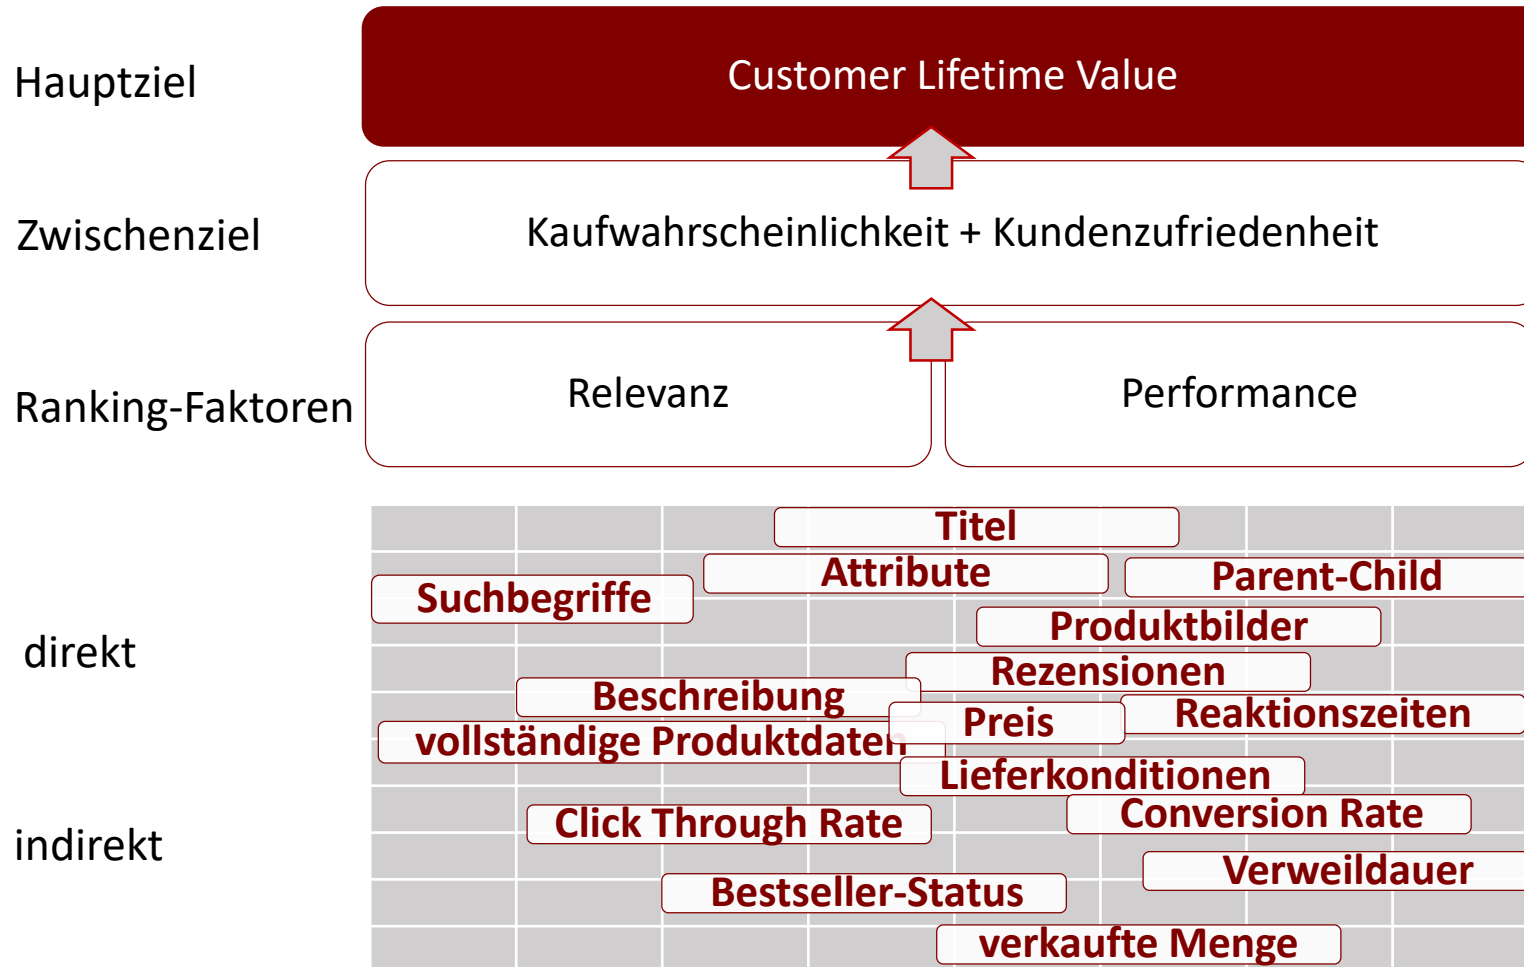 Hauptziel
Customer Lifetime Value
Zwischenziel
Kaufwahrscheinlichkeit + Kundenzufriedenheit
Ranking-Faktoren
Relevanz
Performance
direkt
Titel
Attribute
Parent-Child
Suchbegriffe
Produktbilder
Rezensionen
Beschreibung
Preis
Reaktionszeiten
vollständige Produktdaten
Lieferkonditionen
indirekt
Click Through Rate
Conversion Rate
Verweildauer
Bestseller-Status
verkaufte Menge